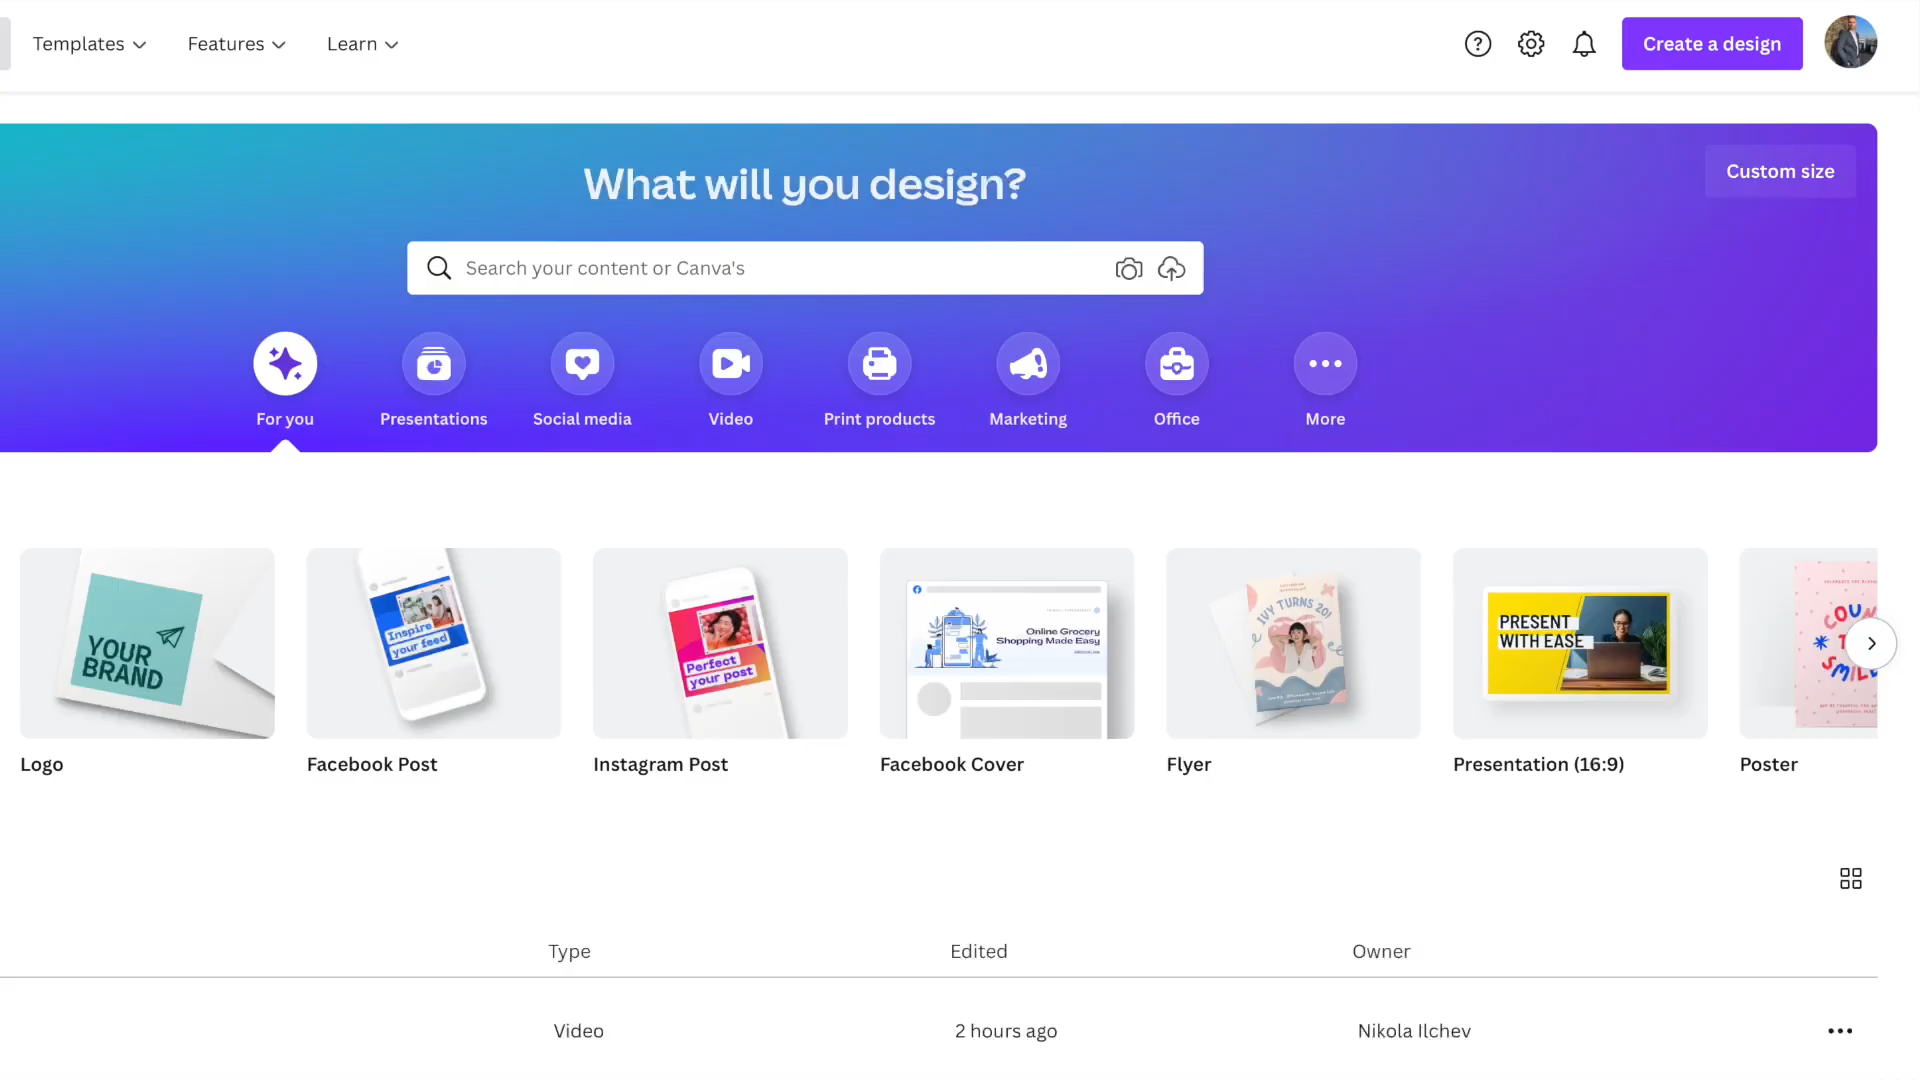 Templates
Features
Learn
Create a design
What will you design?
Custom size
Search your content or Canva's
For you
Presentations
Social media
Video
Print products
Marketing
Office
More
YOUR
BRAND
Inspire
your feed
Perfect
your post
Online Grocery
Shopping Made Easy
IVY TURNS 20!
PRESENT
WITH EASE
Logo
Facebook Post
Instagram Post
Facebook Cover
Flyer
Presentation (16:9)
Poster
Type
Edited
Owner
Video
2 hours ago
Nikola Ilchev